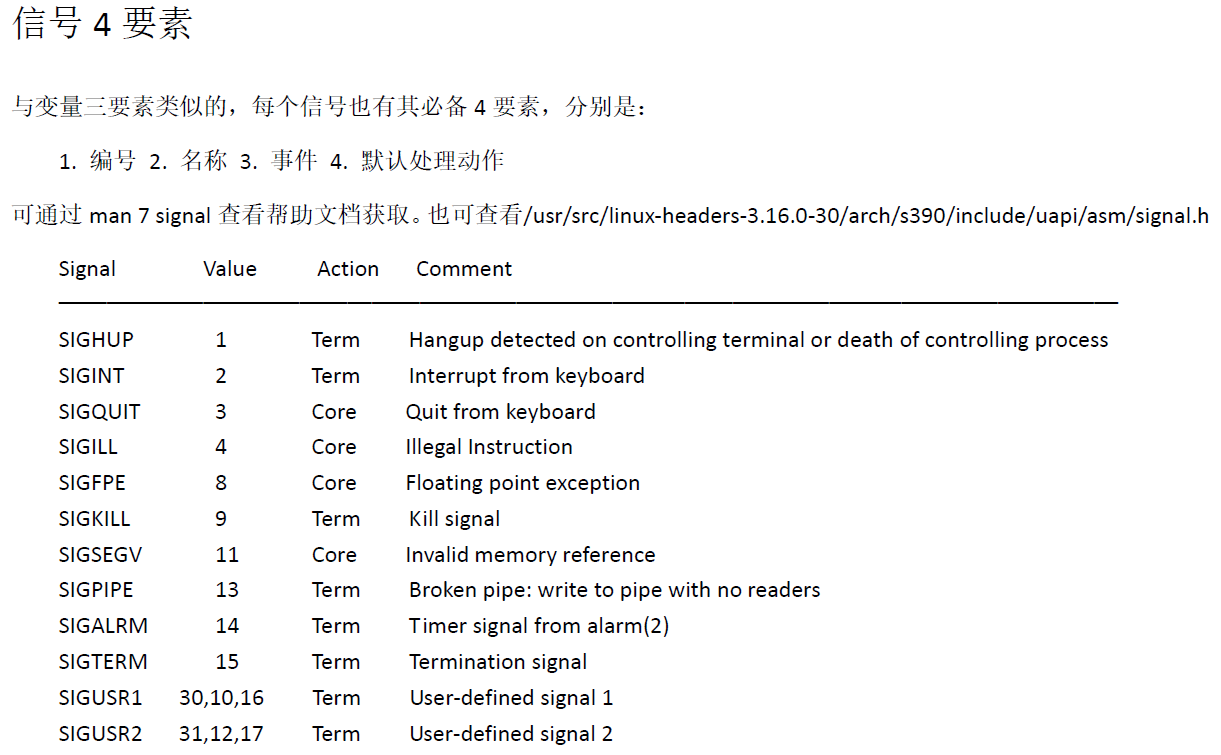 信号 4 要素
与变量三要素类似的，每个信号也有其必备 4 要素，分别是：
1. 编号 2. 名称 3. 事件 4. 默认处理动作
可通过 man 7 signal 查看帮助文档获取。也可查看/usr/src/linux-headers-3.16.0-30/arch/s390/include/uapi/asm/signal.h
Signal Value Action Comment
SIGHUP 1 Term Hangup detected on controlling terminal or death of controlling process
SIGINT 2 Term Interrupt from keyboard
SIGQUIT 3 Core Quit from keyboard
SIGILL 4 Core Illegal Instruction
SIGFPE 8 Core Floating point exception
SIGKILL 9 Term Kill signal
SIGSEGV 11 Core Invalid memory reference
SIGPIPE 13 Term Broken pipe: write to pipe with no readers
SIGALRM 14 Term Timer signal from alarm(2)
SIGTERM 15 Term Termination signal
SIGUSR1 30,10,16 Term User-defined signal 1
SIGUSR2 31,12,17 Term User-defined signal 2